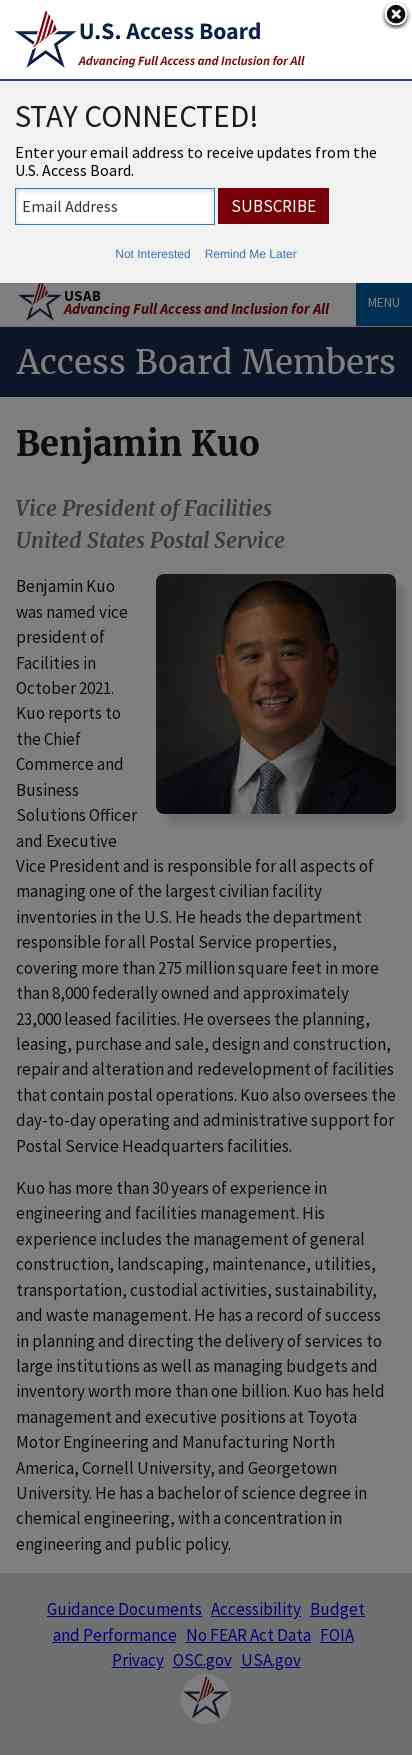 U.S. Access Board
Advancing Full Access and Inclusion for All
STAY CONNECTED!
Enter your email address to receive updates from the
U.S. Access Board.
Email Address
SUBSCRIBE
Not Interested Remind Me Later
USAB
Advancing Full Access and Inclusion for All
MENU
Access Board Members
Benjamin Kuo
Vice President of Facilities
United States Postal Service
Benjamin Kuo
was named vice
president of
Facilities in
October 2021.
Kuo reports to
the Chief
Commerce and
Business
Solutions Officer
and Executive
Vice President and is responsible for all aspects of
managing one of the largest civilian facility
inventories in the U.S. He heads the department
responsible for all Postal Service properties,
covering more than 275 million square feet in more
than 8,000 federally owned and approximately
23,000 leased facilities. He oversees the planning,
leasing, purchase and sale, design and construction,
repair and alteration and redevelopment of facilities
that contain postal operations. Kuo also oversees the
day-to-day operating and administrative support for
Postal Service Headquarters facilities.
Kuo has more than 30 years of experience in
engineering and facilities management. His
experience includes the management of general
construction, landscaping, maintenance, utilities,
transportation, custodial activities, sustainability,
and waste management. He has a record of success
in planning and directing the delivery of services to
large institutions as well as managing budgets and
inventory worth more than one billion. Kuo has held
management and executive positions at Toyota
Motor Engineering and Manufacturing North
America, Cornell University, and Georgetown
University. He has a bachelor of science degree in
chemical engineering, with a concentration in
engineering and public policy.
Guidance Documents Accessibility Budget
and Performance No FEAR Act Data FOIA
Privacy OSC.gov USA.gov